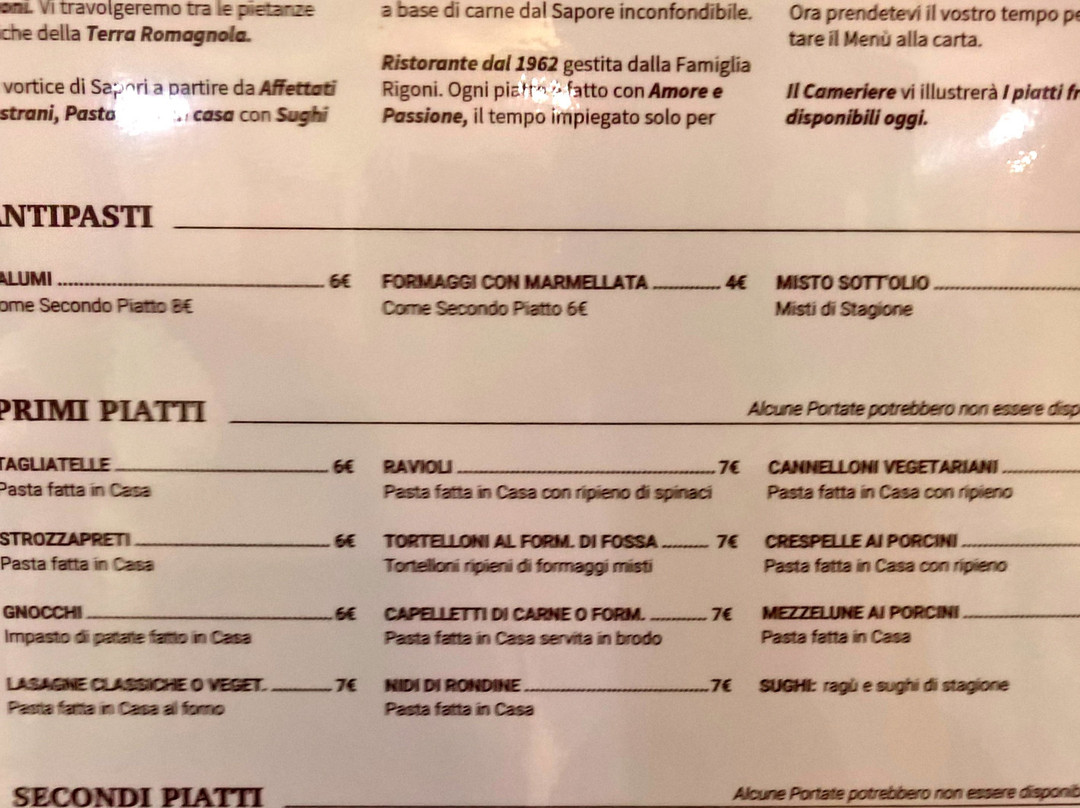 oni. Vi travolgeremo tra le pietanze
che della Terra Romagnola.
vortice di Sapori a partire da Affettati
strani, Pasta casa con Sughi
a base di carne dal Sapore inconfondibile.
Ristorante dal 1962 gestita dalla Famiglia
Rigoni. Ogni piatto è fatto con Amore e
Passione, il tempo impiegato solo per
Ora prendetevi il vostro tempo pe
tare il Menù alla carta.
Il Cameriere vi illustrerà I piatti fr
disponibili oggi.
NTIPASTI
ALUMI 6€
ome Secondo Piatto 8€
FORMAGGI CON MARMELLATA 4€
Come Secondo Piatto 6€
MISTO SOTT'OLIO
Misti di Stagione
PRIMI PIATTI
Alcune Portate potrebbero non essere disp
TAGLIATELLE 6€
Pasta fatta in Casa
STROZZAPRETI 6€
Pasta fatta in Casa
GNOCCHI 6€
Impasto di patate fatto in Casa
LASAGNE CLASSICHE O VEGET. 7€
Pasta fatta in Casa al forno
RAVIOLI 7€
Pasta fatta in Casa con ripieno di spinaci
TORTELLONI AL FORM. DI FOSSA 7€
Tortelloni ripieni di formaggi misti
CAPELLETTI DI CARNE O FORM. 7€
Pasta fatta in Casa servita in brodo
NIDI DI RONDINE 7€
Pasta fatta in Casa
CANNELLONI VEGETARIANI
Pasta fatta in Casa con ripieno
CRESPELLE AI PORCINI
Pasta fatta in Casa con ripieno
MEZZELUNE AI PORCINI
Pasta fatta in Casa
SUGHI: ragù e sughi di stagione
SECONDI PIATTI
Alcune Portate potrebbero non essere disponib